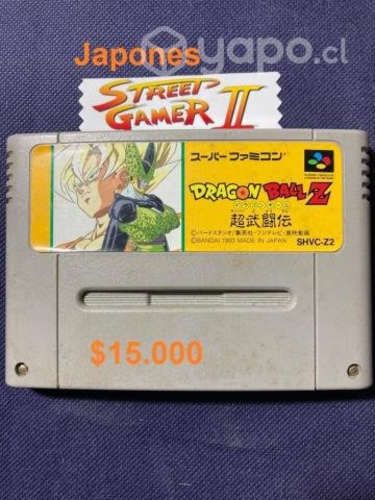 Japones
yapo.cl
STREET
GAMER II
スーパーファミコン
DRAGON BALL Z
超武闘伝
©バードスタジオ/集英社・フジテレビ・東映動画
©BANDAI 1993 MADE IN JAPAN
SHVC-Z2
$15.000